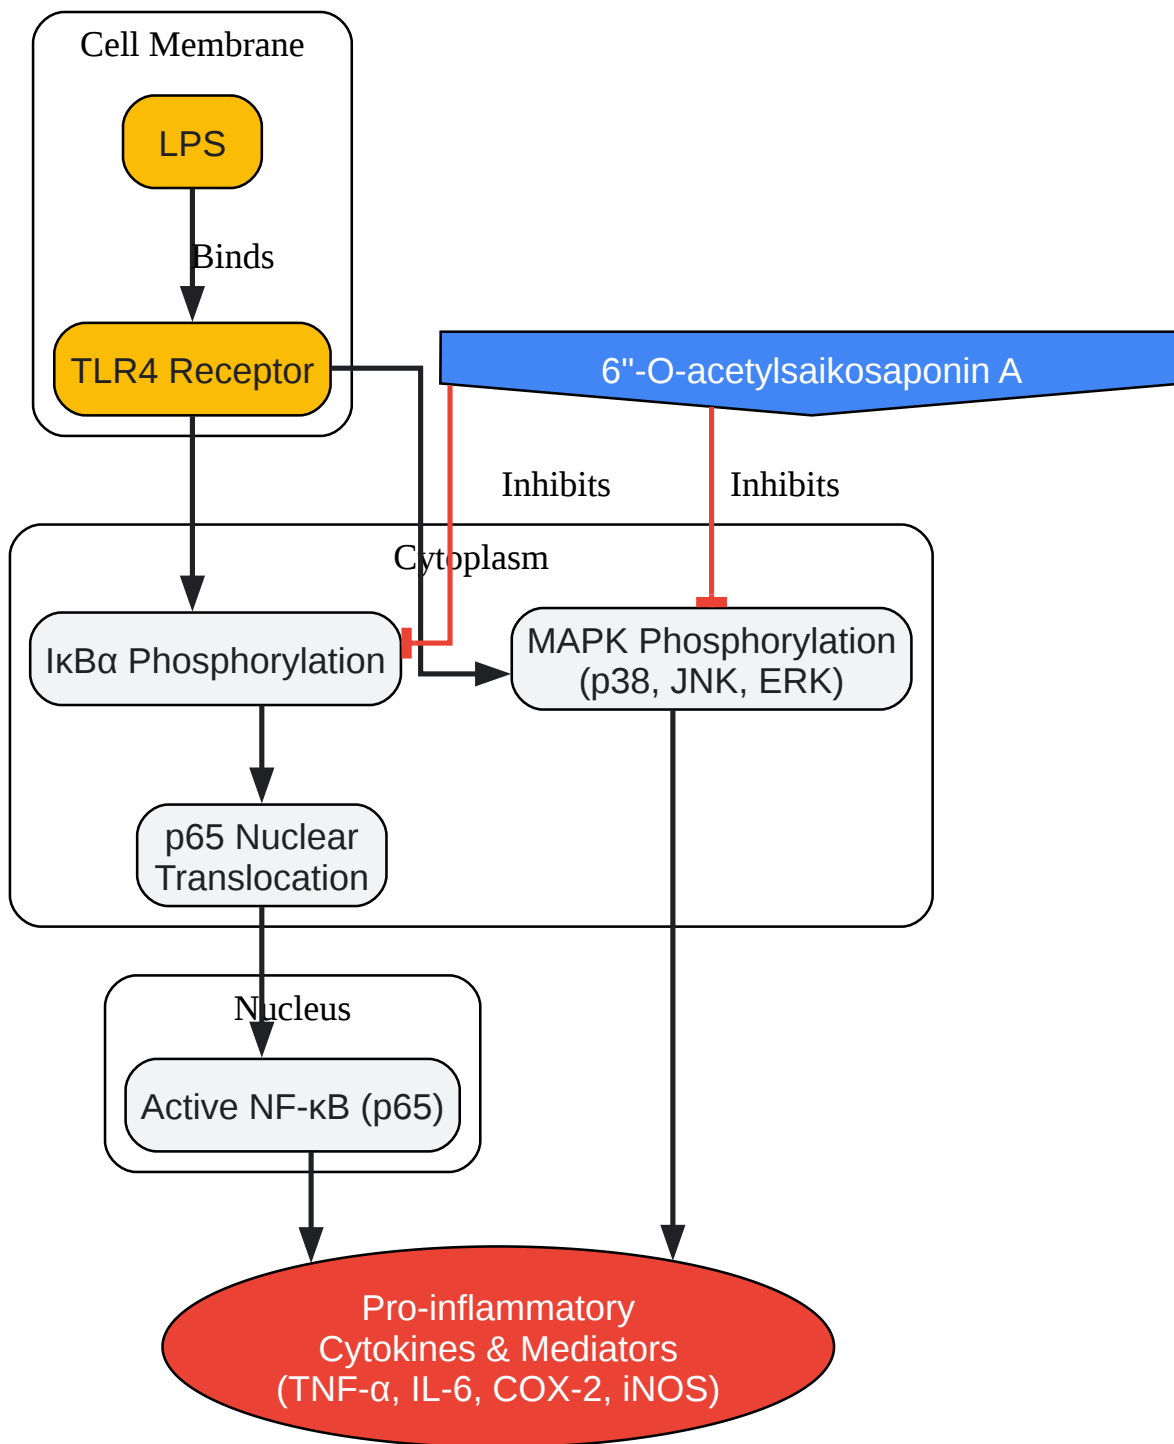 Cell Membrane
LPS
Binds
TLR4 Receptor
6"-O-acetylsaikosaponin A
Inhibits
Inhibits
Cytoplasm
IκBα Phosphorylation
MAPK Phosphorylation
(p38, JNK, ERK)
p65 Nuclear
Translocation
Nucleus
Active NF-κB (p65)
Pro-inflammatory
Cytokines & Mediators
(TNF-α, IL-6, COX-2, iNOS)